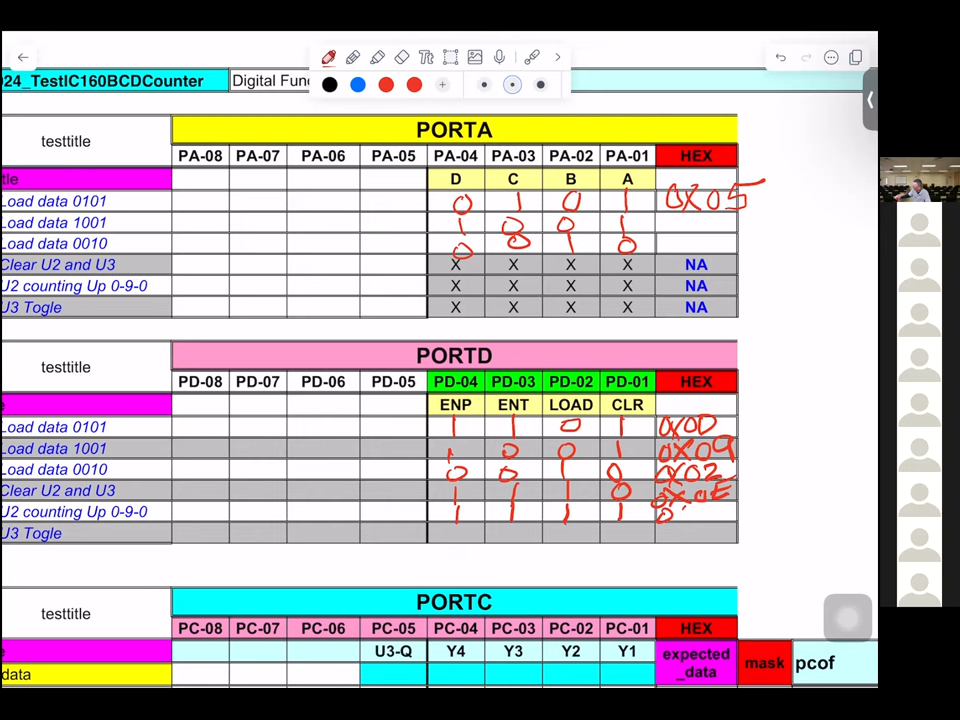 Tt
024_TestIC160BCDCounter Digital Func
testtitle PORTA
PA-08 PA-07 PA-06 PA-05 PA-04 PA-03 PA-02 PA-01 HEX
tle D C B A
Load data 0101 0 1 0 1 0X05
Load data 1001 1 0 0 1
Load data 0010 0 0 1 0
Clear U2 and U3 X X X X NA
U2 counting Up 0-9-0 X X X X NA
U3 Togle X X X X NA
testtitle PORTD
PD-08 PD-07 PD-06 PD-05 PD-04 PD-03 PD-02 PD-01 HEX
e ENP ENT LOAD CLR
Load data 0101 1 1 0 1 0X0D
Load data 1001 1 0 0 1 0X09
Load data 0010 0 0 1 0 0X02
Clear U2 and U3 1 1 1 0 0X0E
U2 counting Up 0-9-0 1 1 1 1 0
U3 Togle
testtitle PORTC
PC-08 PC-07 PC-06 PC-05 PC-04 PC-03 PC-02 PC-01 HEX
e U3-Q Y4 Y3 Y2 Y1 expected
_data mask pcof
data